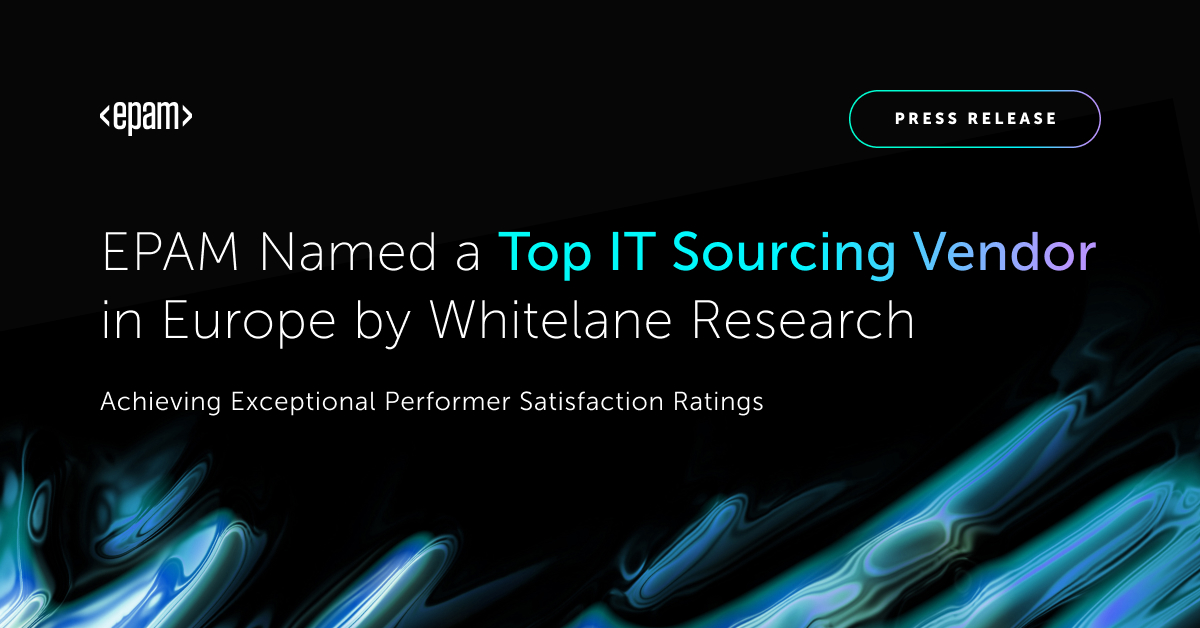 <epam>
PRESS RELEASE
EPAM Named a Top IT Sourcing Vendor
in Europe by Whitelane Research
Achieving Exceptional Performer Satisfaction Ratings